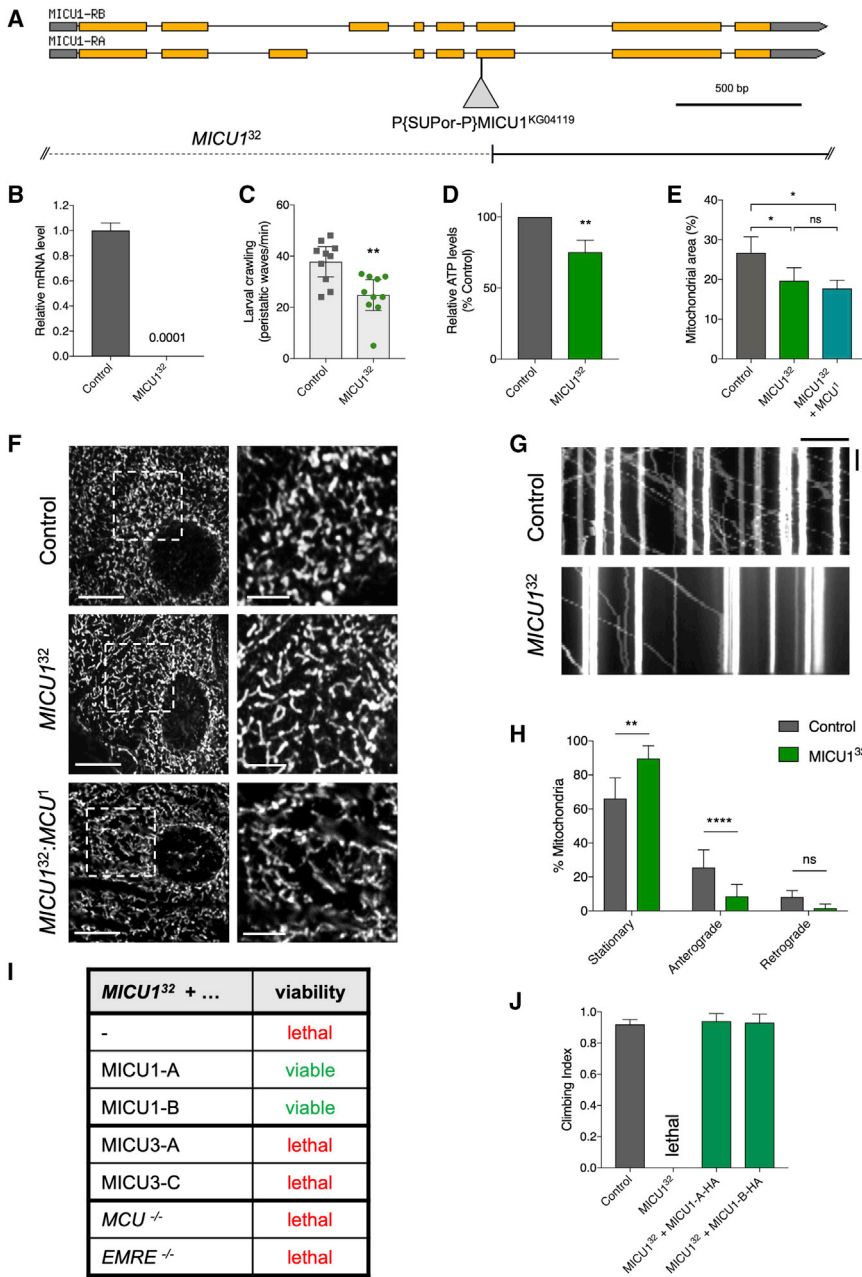 A
MICU1-RB
MICU1-RA
500 bp
P{SUPor-P}MICU1KG04119
MICU132
B
Relative mRNA level
1.2
1.0
0.8
0.6
0.4
0.2
0.0
0.0001
Control
MICU132
C
Larval crawling
(peristaltic waves/min)
60
40
20
0
**
Control
MICU132
D
Relative ATP levels
(% Control)
100
50
0
**
Control
MICU132
E
Mitochondrial area (%)
40
30
20
10
0
*
*
ns
Control
MICU132
MICU132
+ MCU1
F
Control
MICU132
MICU132:MCU1
G
Control
MICU132
H
Control
MICU13
% Mitochondria
100
80
60
40
20
0
**
****
ns
Stationary
Anterograde
Retrograde
I
MICU132 + … viability
- lethal
MICU1-A viable
MICU1-B viable
MICU3-A lethal
MICU3-C lethal
MCU -/- lethal
EMRE -/- lethal
J
Climbing Index
1.0
0.8
0.6
0.4
0.2
0.0
lethal
Control
MICU132
MICU132 + MICU1-A-HA
MICU132 + MICU1-B-HA